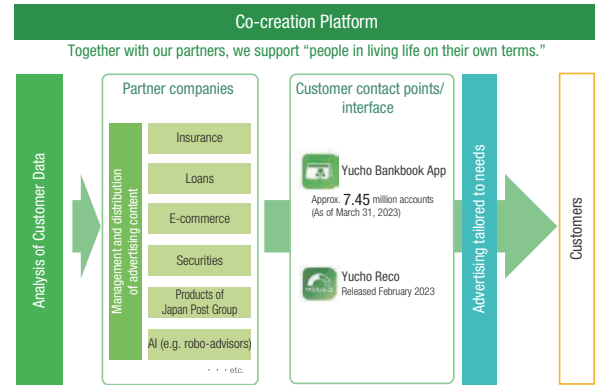 Co-creation Platform
Together with our partners, we support “people in living life on their own terms.”
Analysis of Customer Data
Partner companies
Management and distribution
of advertising content
Insurance
Loans
E-commerce
Securities
Products of
Japan Post Group
AI (e.g. robo-advisors)
・・・etc.
Customer contact points/
interface
Yucho Bankbook App
Approx. 7.45 million accounts
(As of March 31, 2023)
Yucho Reco
Released February 2023
Advertising tailored to needs
Customers